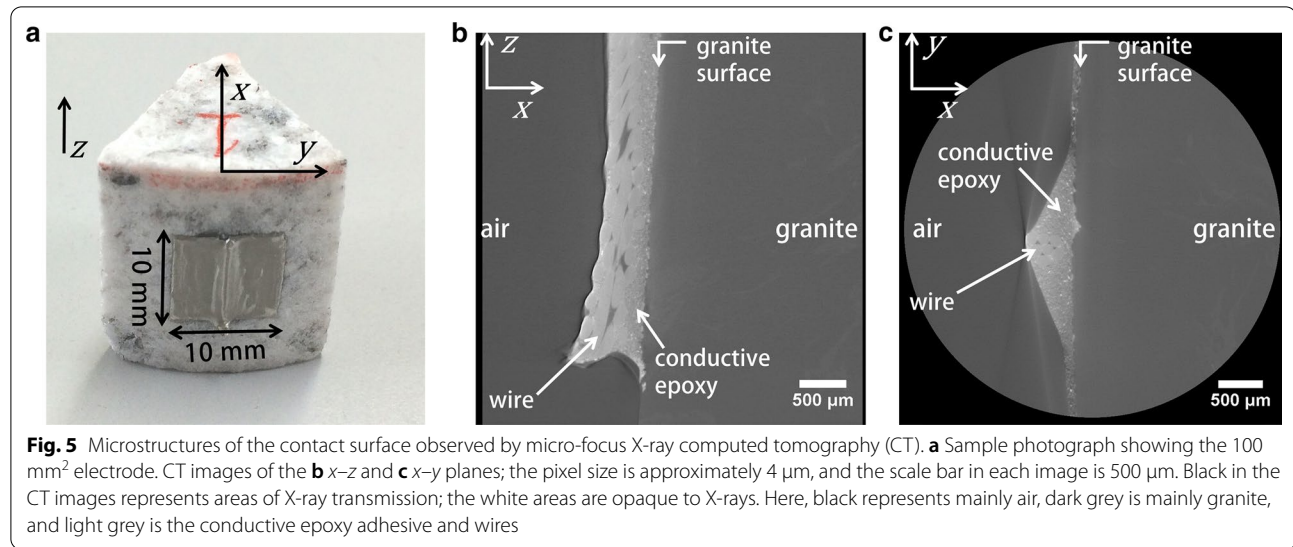 a
x
y
z
10 mm
10 mm
b
z
x
granite
surface
air
granite
conductive
epoxy
wire
500 µm
c
y
x
granite
surface
conductive
epoxy
air
granite
wire
500 µm
Fig. 5 Microstructures of the contact surface observed by micro-focus X-ray computed tomography (CT). a Sample photograph showing the 100
mm² electrode. CT images of the b x–z and c x–y planes; the pixel size is approximately 4 µm, and the scale bar in each image is 500 µm. Black in the
CT images represents areas of X-ray transmission; the white areas are opaque to X-rays. Here, black represents mainly air, dark grey is mainly granite,
and light grey is the conductive epoxy adhesive and wires